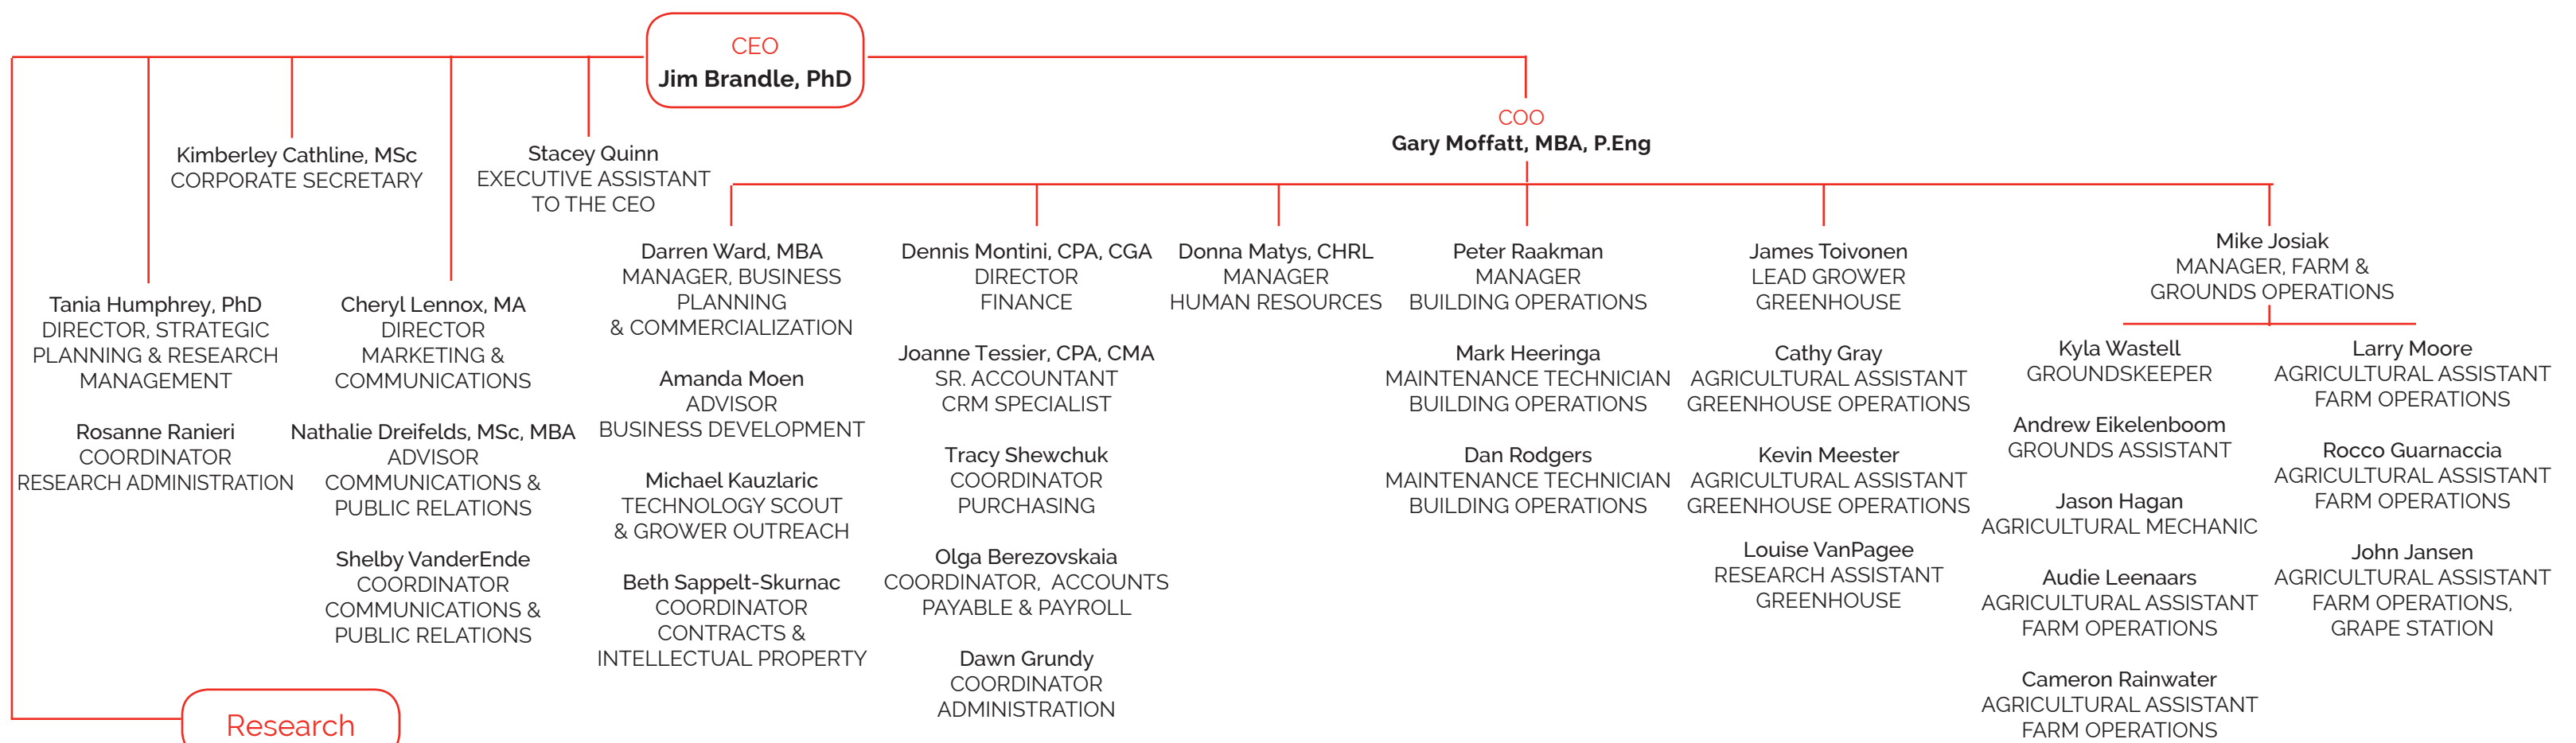 CEO
Jim Brandle, PhD
COO
Gary Moffatt, MBA, P.Eng
Kimberley Cathline, MSc
CORPORATE SECRETARY
Stacey Quinn
EXECUTIVE ASSISTANT
TO THE CEO
Tania Humphrey, PhD
DIRECTOR, STRATEGIC
PLANNING & RESEARCH
MANAGEMENT
Rosanne Ranieri
COORDINATOR
RESEARCH ADMINISTRATION
Cheryl Lennox, MA
DIRECTOR
MARKETING &
COMMUNICATIONS
Nathalie Dreifelds, MSc, MBA
ADVISOR
COMMUNICATIONS &
PUBLIC RELATIONS
Shelby VanderEnde
COORDINATOR
COMMUNICATIONS &
PUBLIC RELATIONS
Darren Ward, MBA
MANAGER, BUSINESS
PLANNING
& COMMERCIALIZATION
Amanda Moen
ADVISOR
BUSINESS DEVELOPMENT
Michael Kauzlaric
TECHNOLOGY SCOUT
& GROWER OUTREACH
Beth Sappelt-Skurnac
COORDINATOR
CONTRACTS &
INTELLECTUAL PROPERTY
Dennis Montini, CPA, CGA
DIRECTOR
FINANCE
Joanne Tessier, CPA, CMA
SR. ACCOUNTANT
CRM SPECIALIST
Tracy Shewchuk
COORDINATOR
PURCHASING
Olga Berezovskaia
COORDINATOR, ACCOUNTS
PAYABLE & PAYROLL
Dawn Grundy
COORDINATOR
ADMINISTRATION
Donna Matys, CHRL
MANAGER
HUMAN RESOURCES
Peter Raakman
MANAGER
BUILDING OPERATIONS
Mark Heeringa
MAINTENANCE TECHNICIAN
BUILDING OPERATIONS
Dan Rodgers
MAINTENANCE TECHNICIAN
BUILDING OPERATIONS
James Toivonen
LEAD GROWER
GREENHOUSE
Cathy Gray
AGRICULTURAL ASSISTANT
GREENHOUSE OPERATIONS
Kevin Meester
AGRICULTURAL ASSISTANT
GREENHOUSE OPERATIONS
Louise VanPagee
RESEARCH ASSISTANT
GREENHOUSE
Mike Josiak
MANAGER, FARM &
GROUNDS OPERATIONS
Kyla Wastell
GROUNDSKEEPER
Andrew Eikelenboom
GROUNDS ASSISTANT
Jason Hagan
AGRICULTURAL MECHANIC
Audie Leenaars
AGRICULTURAL ASSISTANT
FARM OPERATIONS
Cameron Rainwater
AGRICULTURAL ASSISTANT
FARM OPERATIONS
Larry Moore
AGRICULTURAL ASSISTANT
FARM OPERATIONS
Rocco Guarnaccia
AGRICULTURAL ASSISTANT
FARM OPERATIONS
John Jansen
AGRICULTURAL ASSISTANT
FARM OPERATIONS,
GRAPE STATION
Research